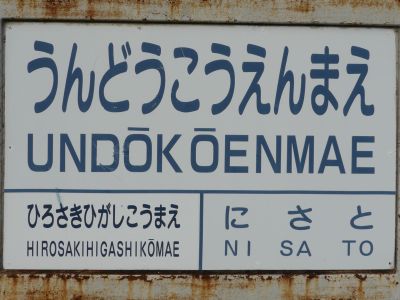 うんどうこうえんまえ
UNDŌKŌENMAE
ひろさきひがしこうまえ
HIROSAKIHIGASHIKŌMAE
にさと
NI SA TO